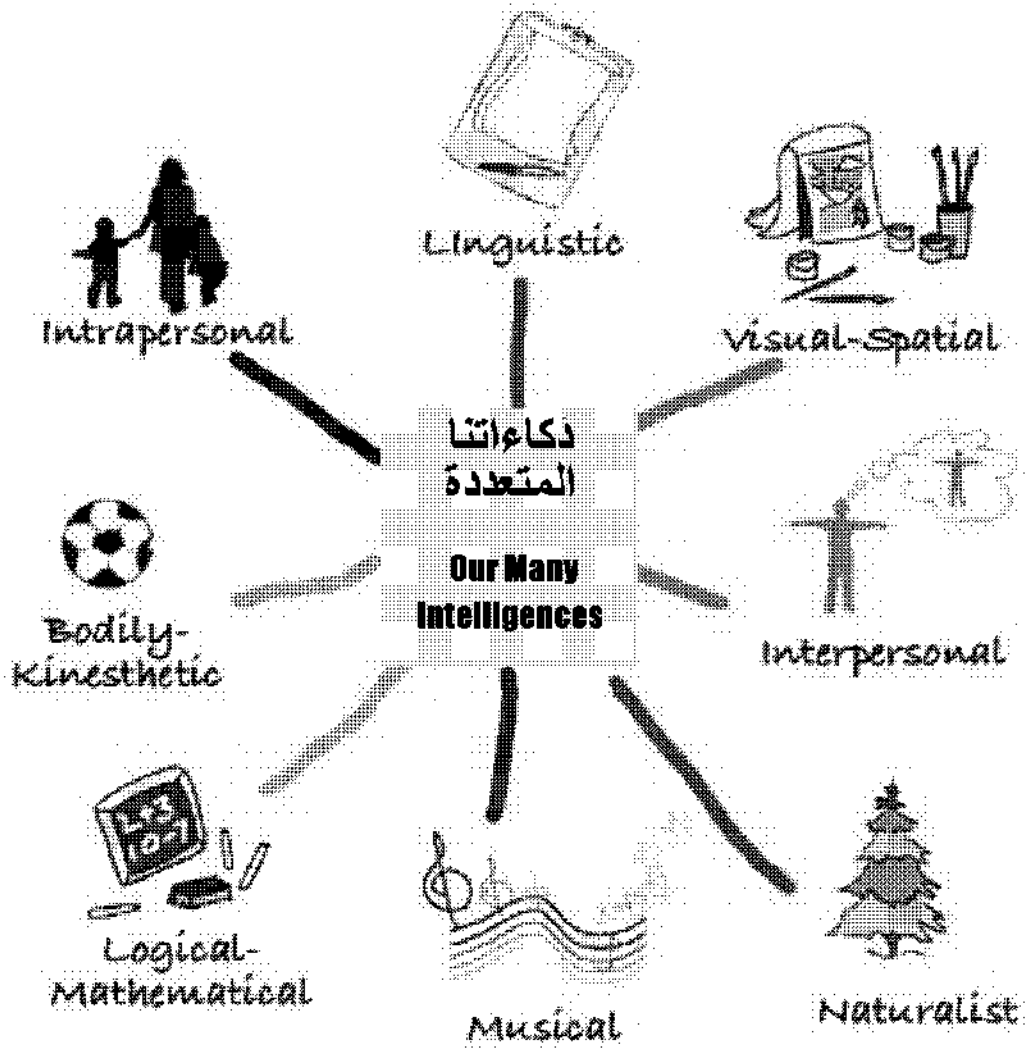 LInguistic
Intrapersonal
Visual-Spatial
ذكاءاتنا
المتعددة
Our Many
Intelligences
Bodily-
Kinesthetic
Interpersonal
Logical-
Mathematical
Musical
Naturalist